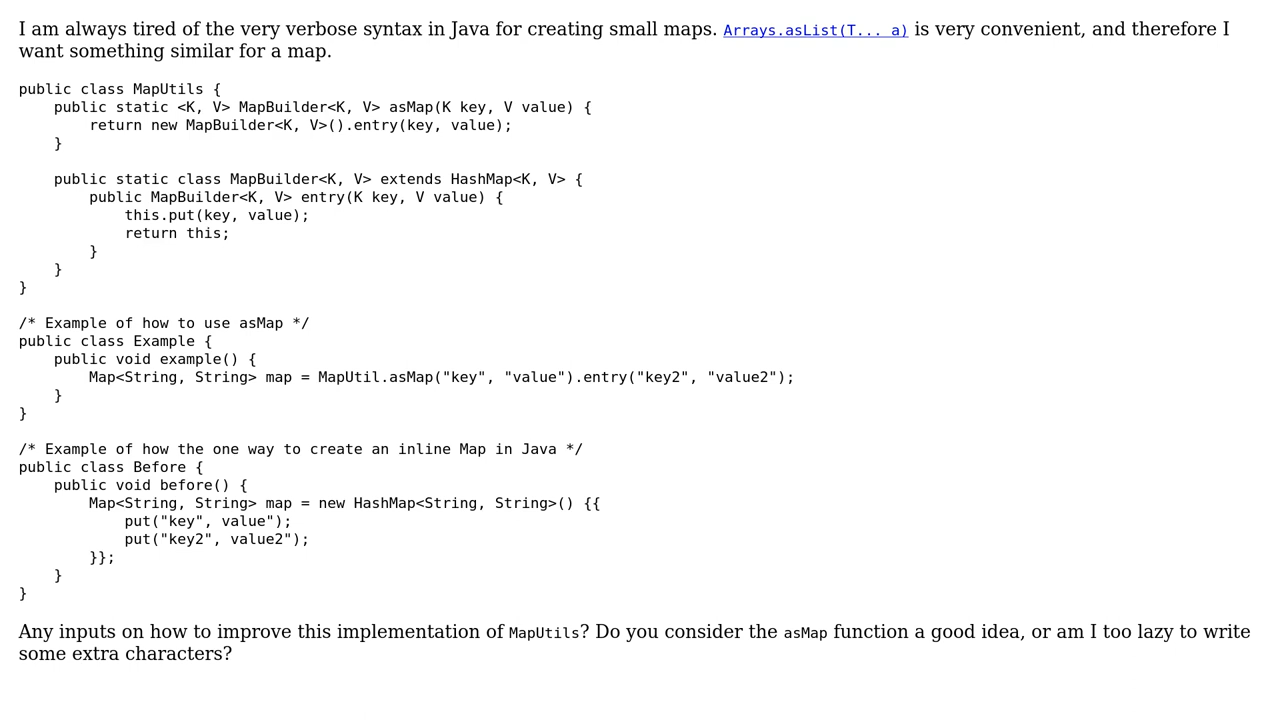 I am always tired of the very verbose syntax in Java for creating small maps. Arrays.asList(T... a) is very convenient, and therefore I
want something similar for a map.
public class MapUtils {
    public static <K, V> MapBuilder<K, V> asMap(K key, V value) {
        return new MapBuilder<K, V>().entry(key, value);
    }
    public static class MapBuilder<K, V> extends HashMap<K, V> {
        public MapBuilder<K, V> entry(K key, V value) {
            this.put(key, value);
            return this;
        }
    }
}
/* Example of how to use asMap */
public class Example {
    public void example() {
        Map<String, String> map = MapUtil.asMap("key", "value").entry("key2", "value2");
    }
}
/* Example of how the one way to create an inline Map in Java */
public class Before {
    public void before() {
        Map<String, String> map = new HashMap<String, String>() {{
            put("key", value");
            put("key2", value2");
        }};
    }
}
Any inputs on how to improve this implementation of MapUtils? Do you consider the asMap function a good idea, or am I too lazy to write
some extra characters?